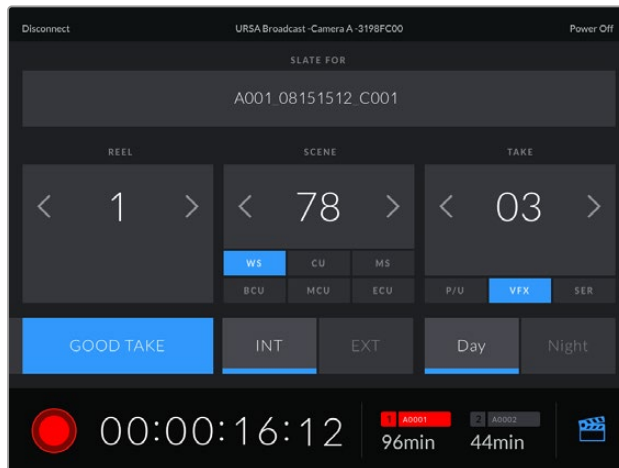 Disconnect URSA Broadcast -Camera A -3198FC00 Power Off
SLATE FOR
A001_08151512_C001
REEL SCENE TAKE
< 1 > < 78 > < 03 >
WS CU MS
BCU MCU ECU P/U VFX SER
GOOD TAKE INT EXT Day Night
00:00:16:12
1 A0001 2 A0002
96min 44min